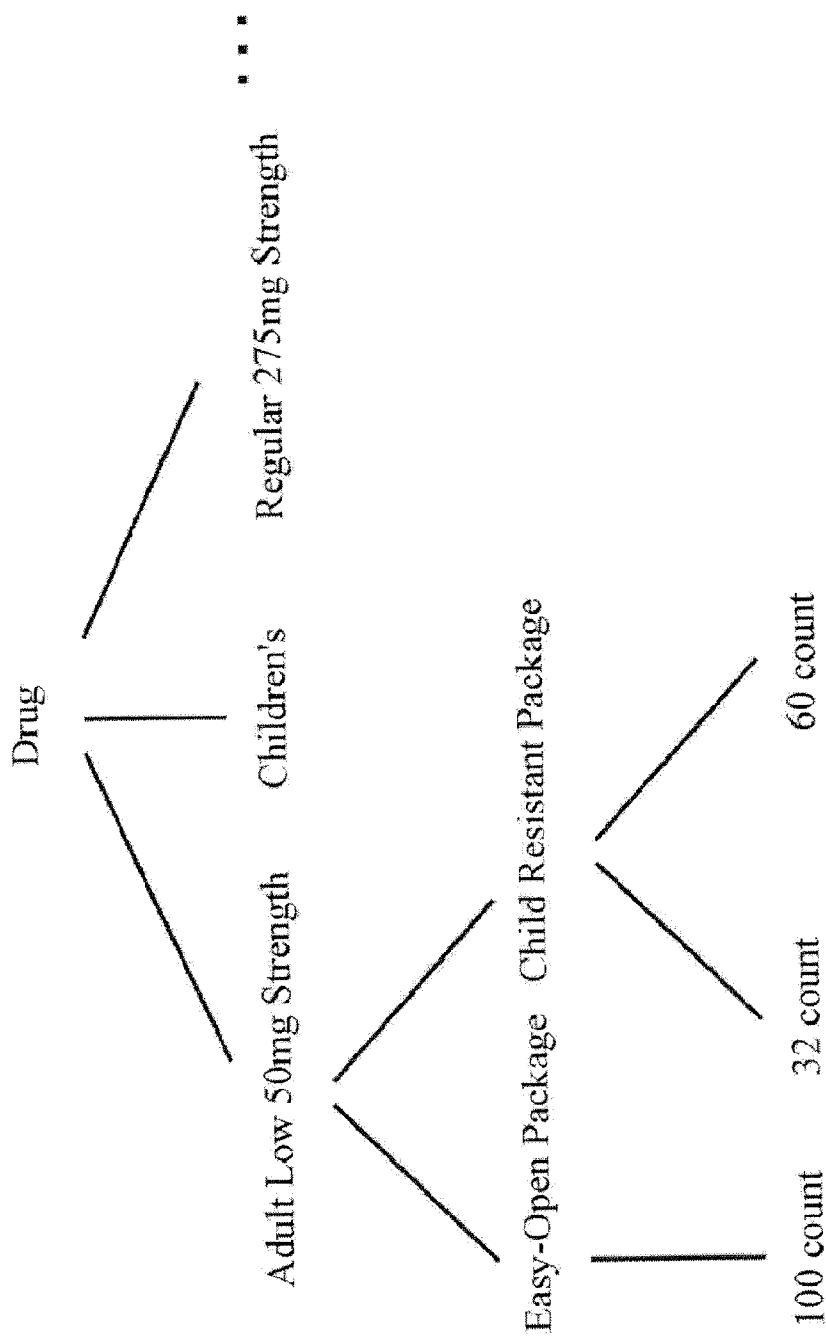 Drug
Adult Low 50mg Strength
Children's
Regular 275mg Strength
...
Easy-Open Package
Child Resistant Package
100 count
32 count
60 count